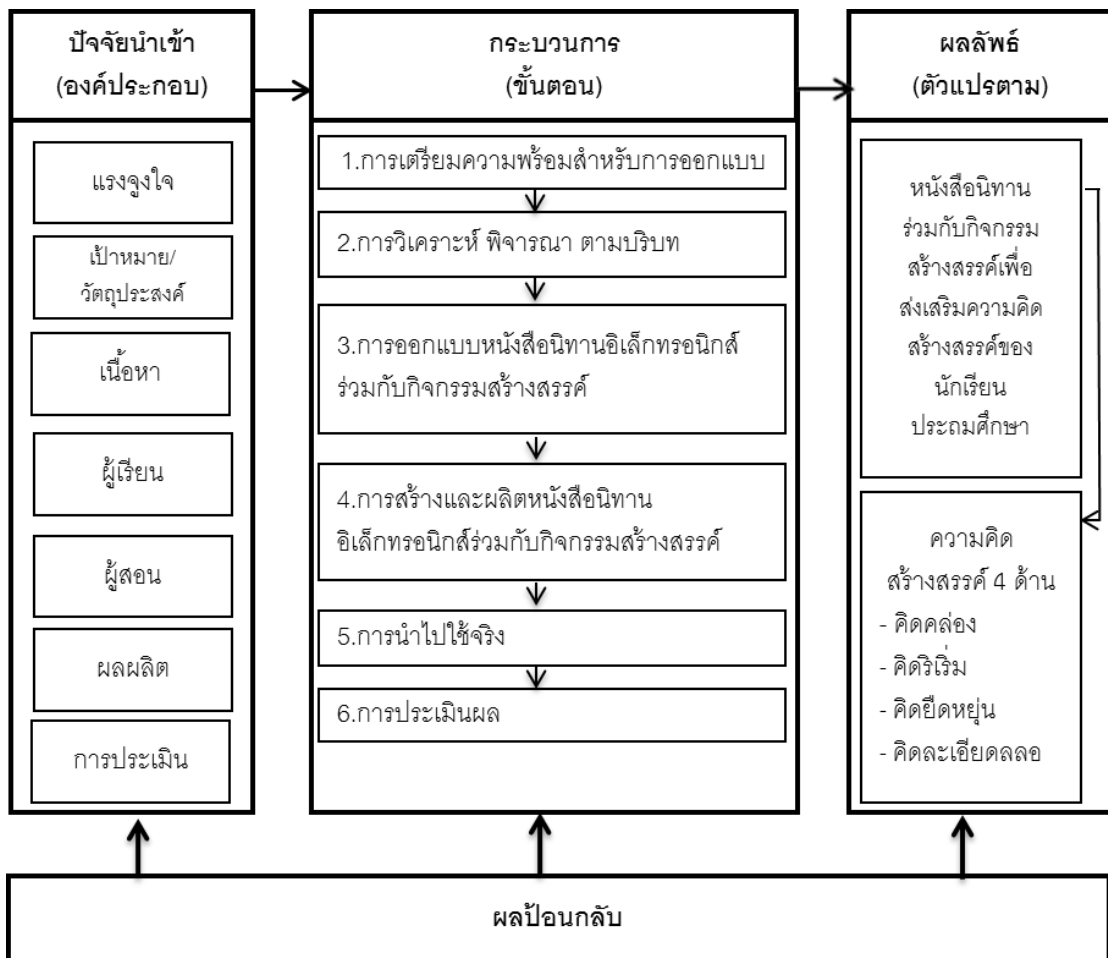 ปัจจัยนำเข้า
(องค์ประกอบ)
แรงจูงใจ
เป้าหมาย/
วัตถุประสงค์
เนื้อหา
ผู้เรียน
ผู้สอน
ผลผลิต
การประเมิน
กระบวนการ
(ขั้นตอน)
1.การเตรียมความพร้อมสำหรับการออกแบบ
2.การวิเคราะห์ พิจารณา ตามบริบท
3.การออกแบบหนังสือนิทานอิเล็กทรอนิกส์
ร่วมกับกิจกรรมสร้างสรรค์
4.การสร้างและผลิตหนังสือนิทาน
อิเล็กทรอนิกส์ร่วมกับกิจกรรมสร้างสรรค์
5.การนำไปใช้จริง
6.การประเมินผล
ผลลัพธ์
(ตัวแปรตาม)
หนังสือนิทาน
ร่วมกับกิจกรรม
สร้างสรรค์เพื่อ
ส่งเสริมความคิด
สร้างสรรค์ของ
นักเรียน
ประถมศึกษา
ความคิด
สร้างสรรค์ 4 ด้าน
- คิดคล่อง
- คิดริเริ่ม
- คิดยืดหยุ่น
- คิดละเอียดลลอ
ผลป้อนกลับ